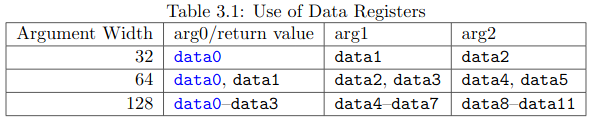 Table 3.1: Use of Data Registers
Argument Width arg0/return value arg1 arg2
32 data0 data1 data2
64 data0, data1 data2, data3 data4, data5
128 data0–data3 data4–data7 data8–data11